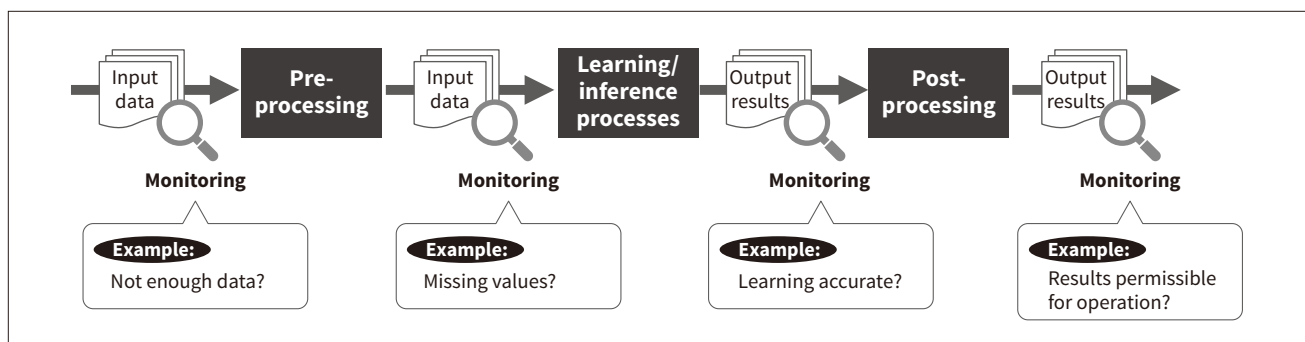 Input
data
Pre-
processing
Input
data
Learning/
inference
processes
Output
results
Post-
processing
Output
results
Monitoring
Monitoring
Monitoring
Monitoring
Example:
Not enough data?
Example:
Missing values?
Example:
Learning accurate?
Example:
Results permissible
for operation?